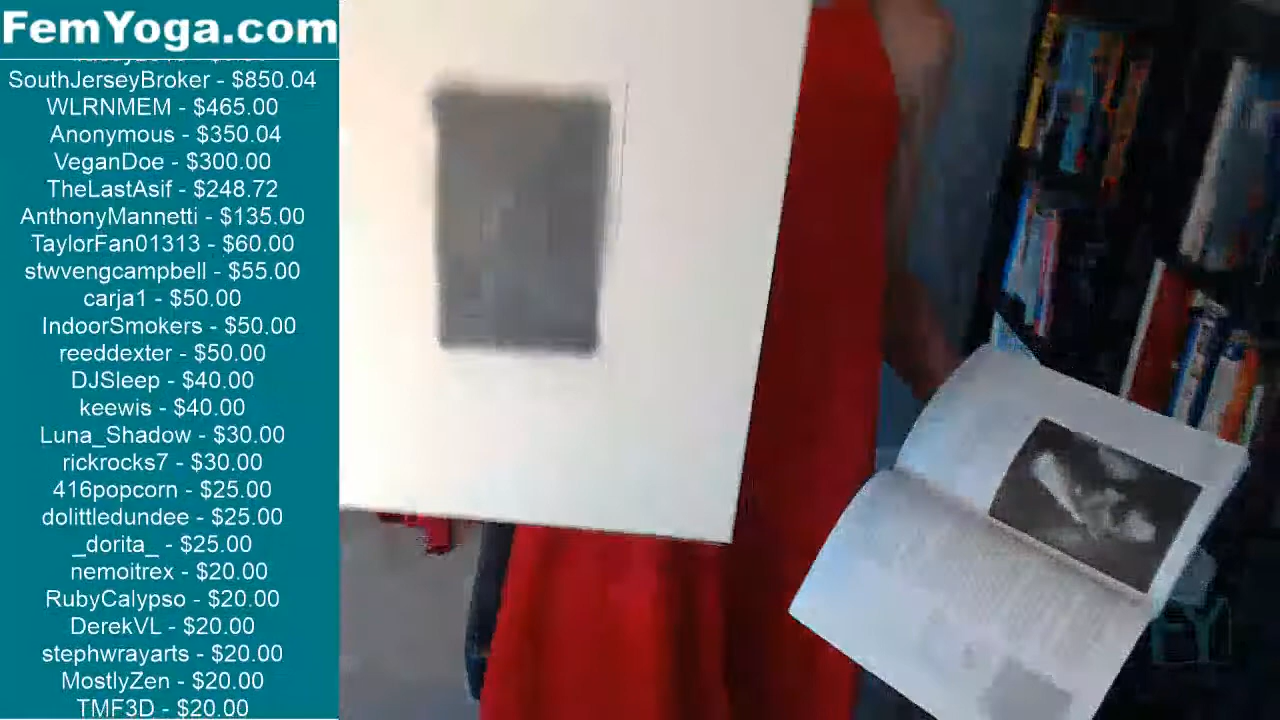 FemYoga.com
SouthJerseyBroker - $850.04
WLRNMEM - $465.00
Anonymous - $350.04
VeganDoe - $300.00
TheLastAsif - $248.72
AnthonyMannetti - $135.00
TaylorFan01313 - $60.00
stwvengcampbell - $55.00
carja1 - $50.00
IndoorSmokers - $50.00
reeddexter - $50.00
DJSleep - $40.00
keewis - $40.00
Luna_Shadow - $30.00
rickrocks7 - $30.00
416popcorn - $25.00
dolittledundee - $25.00
_dorita_ - $25.00
nemoitrex - $20.00
RubyCalypso - $20.00
DerekVL - $20.00
stephwrayarts - $20.00
MostlyZen - $20.00
TMF3D - $20.00